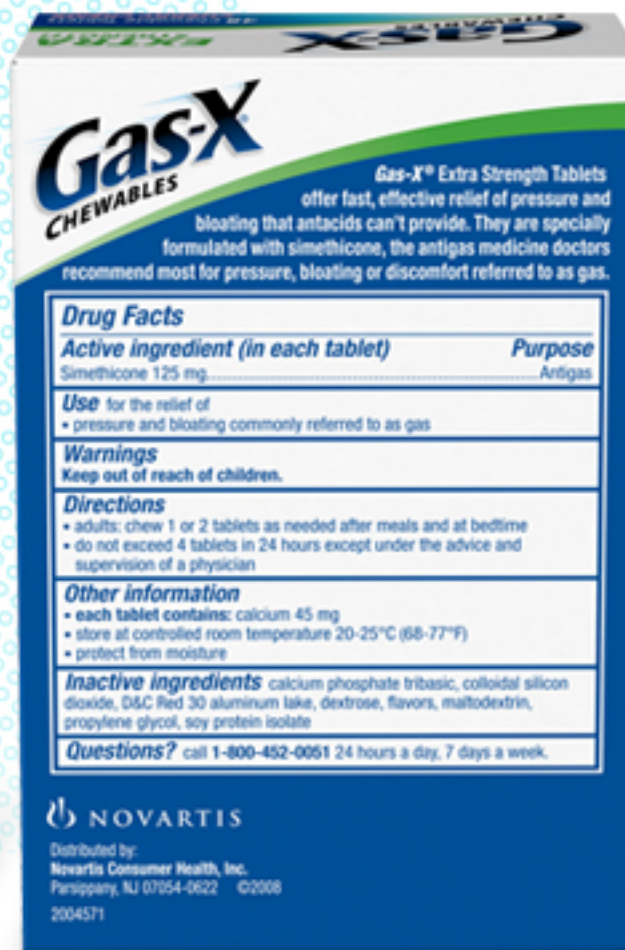 EXTRA
Gas-X
CHEWABLES
Gas-X
CHEWABLES
Gas-X® Extra Strength Tablets
offer fast, effective relief of pressure and
bloating that antacids can't provide. They are specially
formulated with simethicone, the antigas medicine doctors
recommend most for pressure, bloating or discomfort referred to as gas.
Drug Facts
Active ingredient (in each tablet) Purpose
Simethicone 125 mg........................................Antigas
Use for the relief of
• pressure and bloating commonly referred to as gas
Warnings
Keep out of reach of children.
Directions
• adults: chew 1 or 2 tablets as needed after meals and at bedtime
• do not exceed 4 tablets in 24 hours except under the advice and
supervision of a physician
Other information
• each tablet contains: calcium 45 mg
• store at controlled room temperature 20-25°C (68-77°F)
• protect from moisture
Inactive ingredients calcium phosphate tribasic, colloidal silicon
dioxide, D&C Red 30 aluminum lake, dextrose, flavors, maltodextrin,
propylene glycol, soy protein isolate
Questions? call 1-800-452-0051 24 hours a day, 7 days a week.
NOVARTIS
Distributed by:
Novartis Consumer Health, Inc.
Parsippany, NJ 07054-0622 ©2008
2004571